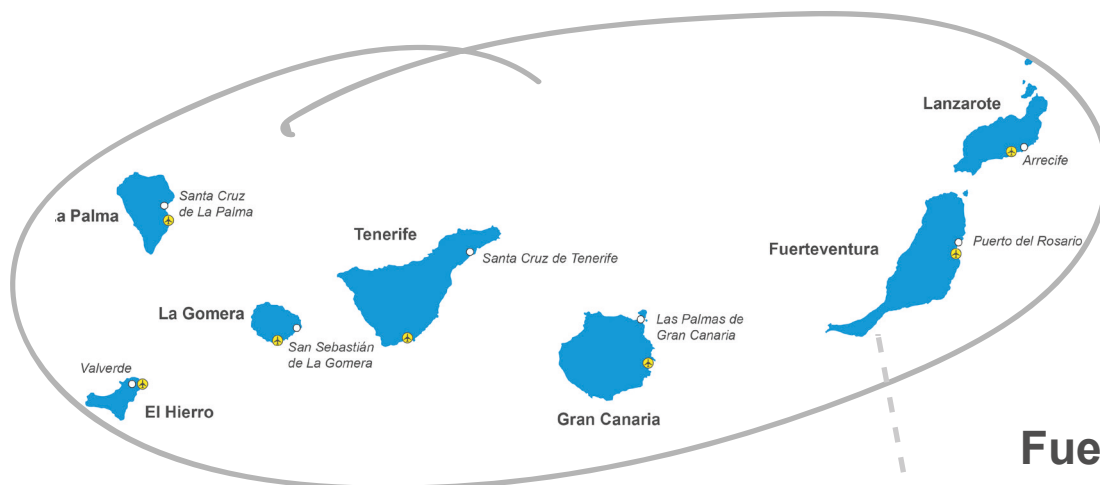 Lanzarote
Arrecife
Santa Cruz
de La Palma
a Palma
Tenerife
Santa Cruz de Tenerife
Fuerteventura
Puerto del Rosario
La Gomera
San Sebastián
de La Gomera
Las Palmas de
Gran Canaria
Valverde
El Hierro
Gran Canaria
Fue